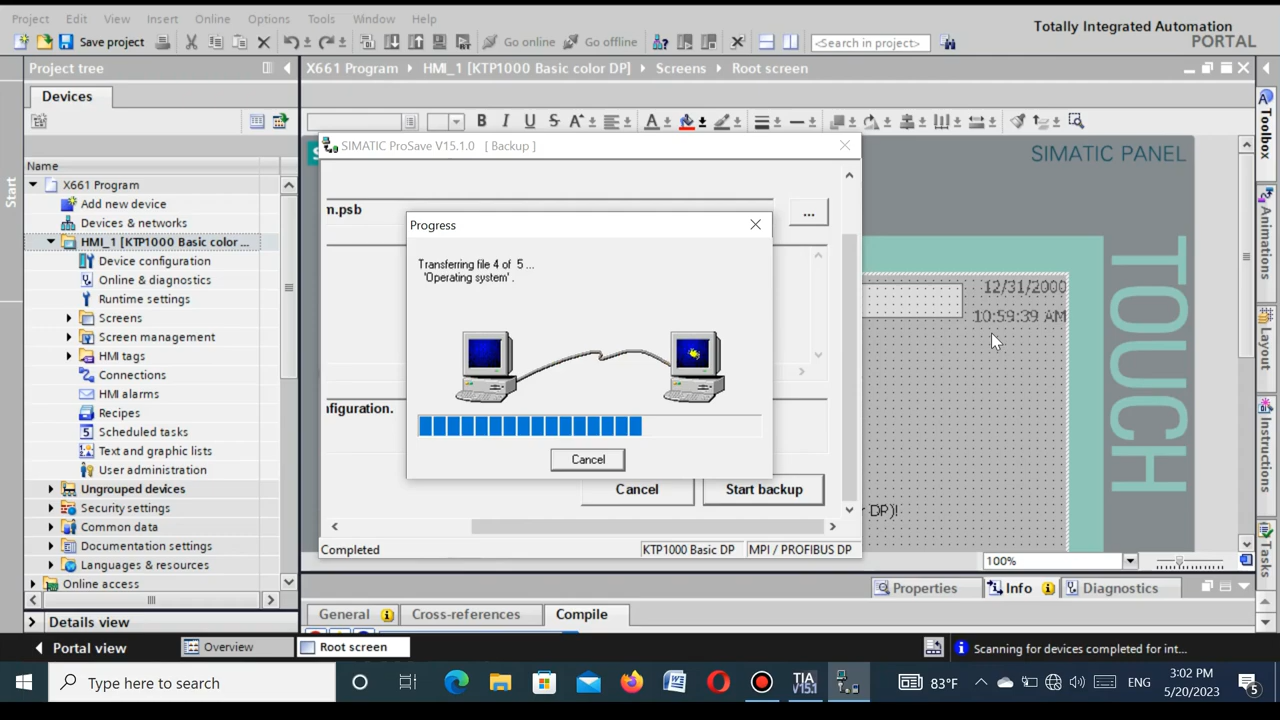 Project Edit View Insert Online Options Tools Window Help
Totally Integrated Automation
PORTAL
Save project Go online Go offline <Search in project>
Project tree
X661 Program HMI_1 [KTP1000 Basic color DP] Screens Root screen
Devices
B I U S A A
Name
X661 Program
Add new device
Devices & networks
HMI_1 [KTP1000 Basic color ...
Device configuration
Online & diagnostics
Runtime settings
Screens
Screen management
HMI tags
Connections
HMI alarms
Recipes
Scheduled tasks
Text and graphic lists
User administration
Ungrouped devices
Security settings
Common data
Documentation settings
Languages & resources
Online access
Details view
Start
SIMATIC ProSave V15.1.0 [ Backup ]
m.psb
...
Progress
Transferring file 4 of 5 ...
'Operating system' .
Cancel
nfiguration.
Cancel Start backup
Completed KTP1000 Basic DP MPI / PROFIBUS DP
SIMATIC PANEL
TOUCH
12/31/2000
10:59:39 AM
DP)!
100%
Toolbox
Animations
Layout
Instructions
Tasks
Properties Info Diagnostics
General Cross-references Compile
Portal view Overview Root screen Scanning for devices completed for int...
Type here to search
TIA
V15.1
83°F ENG 3:02 PM
5/20/2023
5